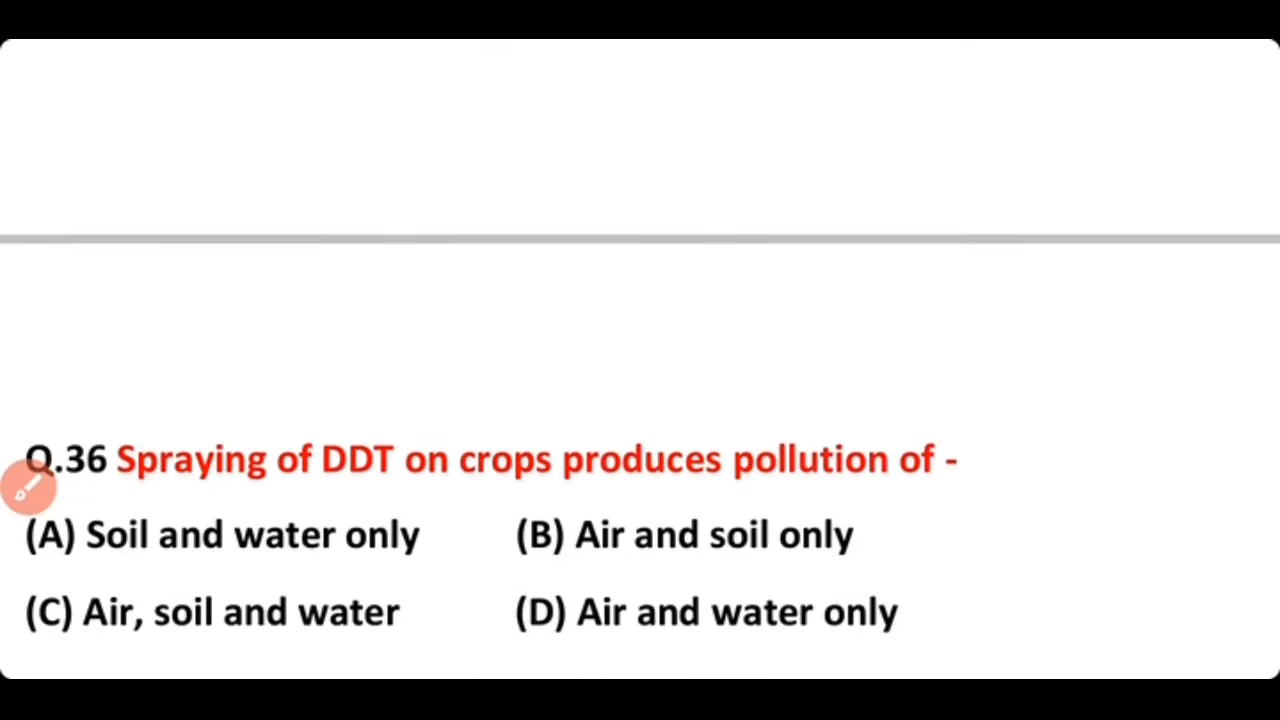 Q.36 Spraying of DDT on crops produces pollution of -
(A) Soil and water only (B) Air and soil only
(C) Air, soil and water (D) Air and water only